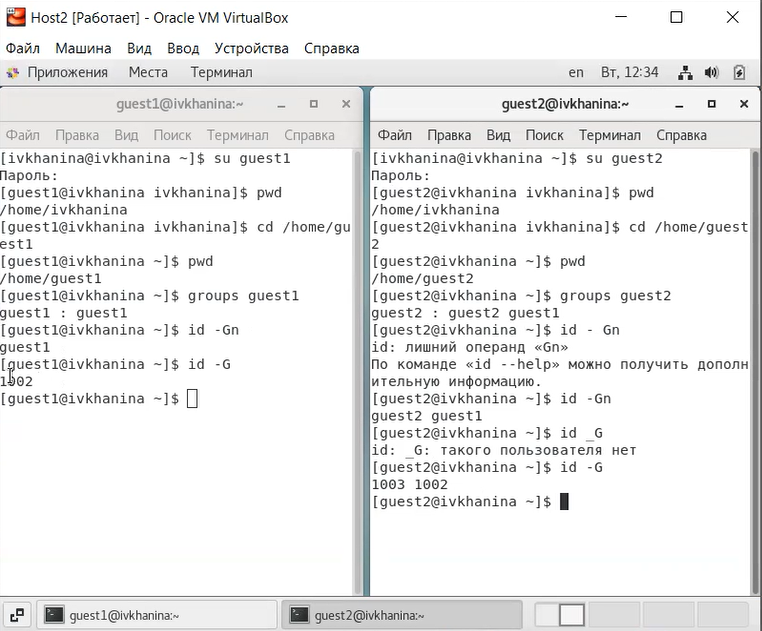 Host2 [Работает] - Oracle VM VirtualBox
Файл Машина Вид Ввод Устройства Справка
Приложения Места Терминал en Вт, 12:34
guest1@ivkhanina:~
Файл Правка Вид Поиск Терминал Справка
[ivkhanina@ivkhanina ~]$ su guest1
Пароль:
[guest1@ivkhanina ivkhanina]$ pwd
/home/ivkhanina
[guest1@ivkhanina ivkhanina]$ cd /home/gu
est1
[guest1@ivkhanina ~]$ pwd
/home/guest1
[guest1@ivkhanina ~]$ groups guest1
guest1 : guest1
[guest1@ivkhanina ~]$ id -Gn
guest1
[guest1@ivkhanina ~]$ id -G
1002
[guest1@ivkhanina ~]$
guest2@ivkhanina:~
Файл Правка Вид Поиск Терминал Справка
[ivkhanina@ivkhanina ~]$ su guest2
Пароль:
[guest2@ivkhanina ivkhanina]$ pwd
/home/ivkhanina
[guest2@ivkhanina ivkhanina]$ cd /home/guest
2
[guest2@ivkhanina ~]$ pwd
/home/guest2
[guest2@ivkhanina ~]$ groups guest2
guest2 : guest2 guest1
[guest2@ivkhanina ~]$ id - Gn
id: лишний операнд «Gn»
По команде «id --help» можно получить дополн
ительную информацию.
[guest2@ivkhanina ~]$ id -Gn
guest2 guest1
[guest2@ivkhanina ~]$ id _G
id: _G: такого пользователя нет
[guest2@ivkhanina ~]$ id -G
1003 1002
[guest2@ivkhanina ~]$
guest1@ivkhanina:~ guest2@ivkhanina:~